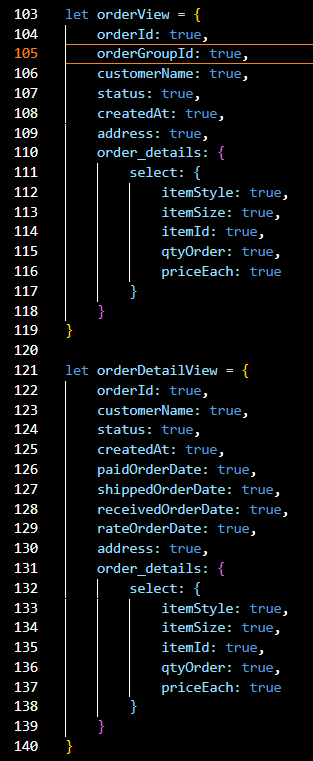 103 let orderView = {
104     orderId: true,
105     orderGroupId: true,
106     customerName: true,
107     status: true,
108     createdAt: true,
109     address: true,
110     order_details: {
111         select: {
112             itemStyle: true,
113             itemSize: true,
114             itemId: true,
115             qtyOrder: true,
116             priceEach: true
117         }
118     }
119 }
120
121 let orderDetailView = {
122     orderId: true,
123     customerName: true,
124     status: true,
125     createdAt: true,
126     paidOrderDate: true,
127     shippedOrderDate: true,
128     receivedOrderDate: true,
129     rateOrderDate: true,
130     address: true,
131     order_details: {
132         select: {
133             itemStyle: true,
134             itemSize: true,
135             itemId: true,
136             qtyOrder: true,
137             priceEach: true
138         }
139     }
140 }